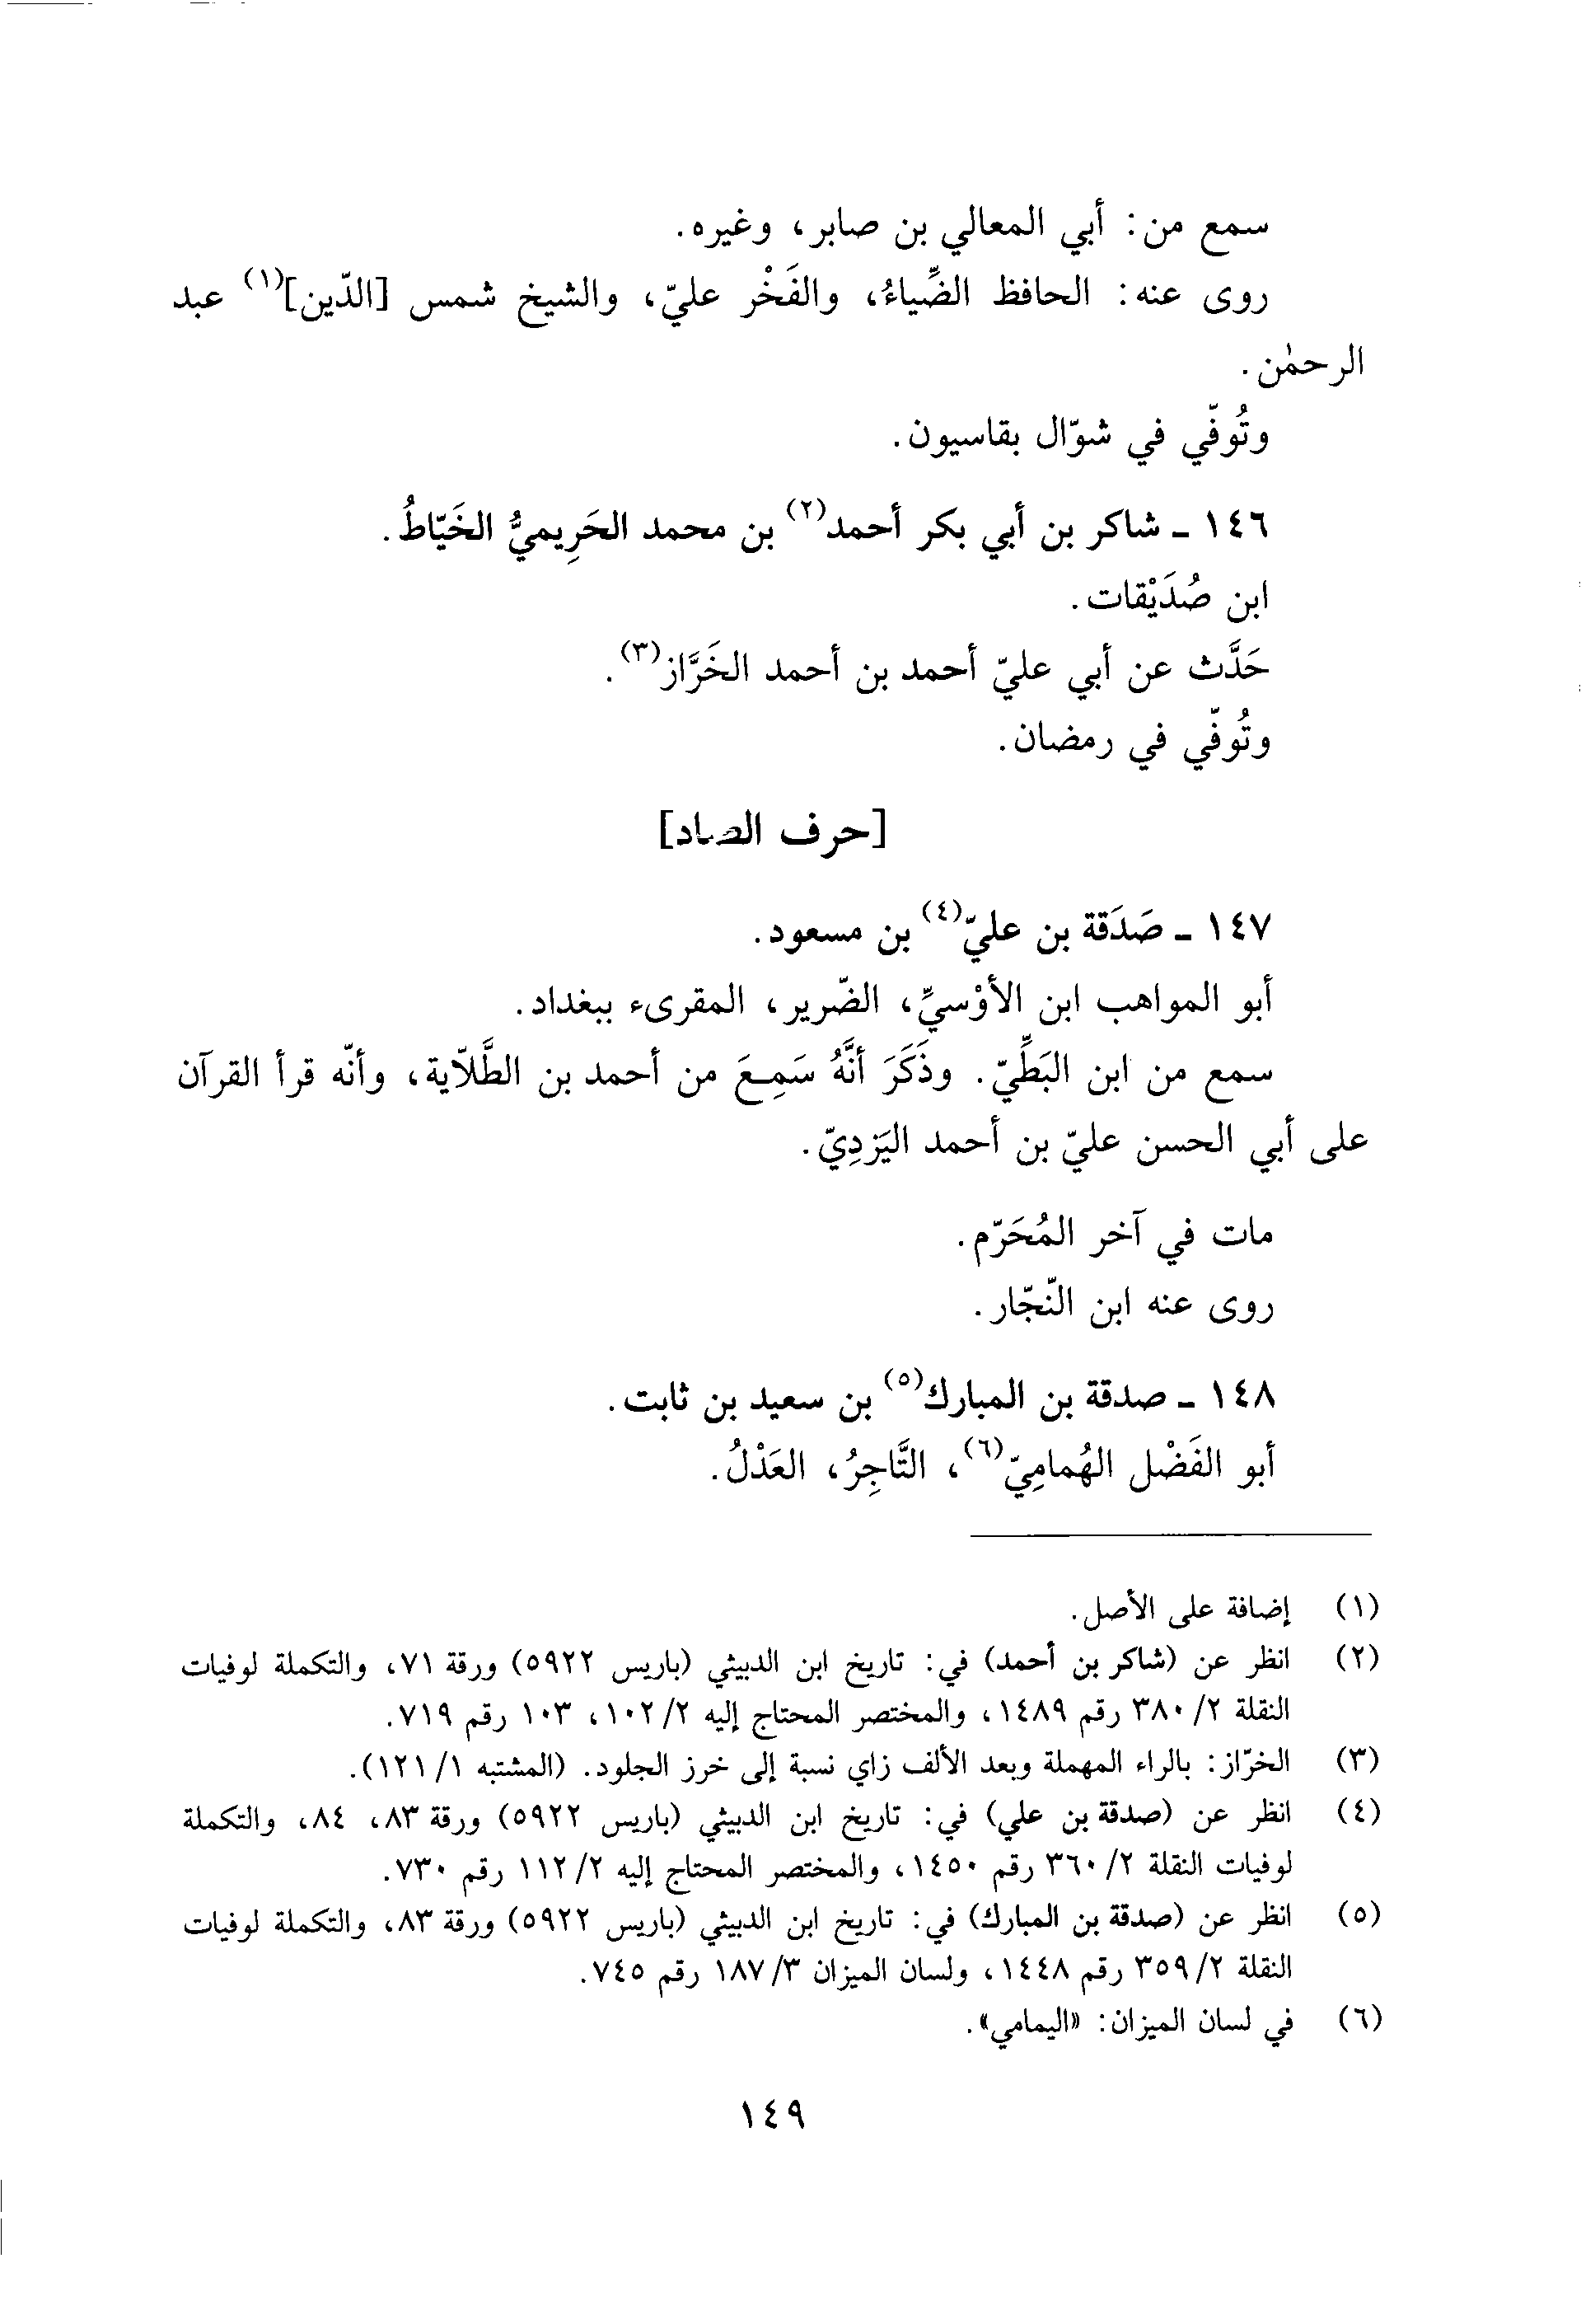 سمع من: أبي المعالي بن صابر، وغيره.
روى عنه: الحافظ الضِّياءُ، والفَخْر عليّ، والشيخ شمس [الدّين](١) عبد
الرحمٰن.
وتُوفّي في شوّال بقاسيون.
١٤٦ ـ شاكر بن أبي بكر أحمد(٢) بن محمد الحَرِيميُّ الخَيّاطُ.
ابن صُدَيْقات.
حَدَّث عن أبي عليّ أحمد بن أحمد الخَرَّاز(٣).
وتُوفّي في رمضان.
[حرف الصاد]
١٤٧ ـ صَدَقة بن عليّ(٤) بن مسعود.
أبو المواهب ابن الأوْسيِّ، الضّرير، المقرىء ببغداد.
سمع من ابن البَطِّيّ. وذَكَرَ أنَّهُ سَمِعَ من أحمد بن الطَّلّاية، وأنّه قرأ القرآن
على أبي الحسن عليّ بن أحمد اليَزدِيّ.
مات في آخر المُحَرّم.
روى عنه ابن النّجّار.
١٤٨ ـ صدقة بن المبارك(٥) بن سعيد بن ثابت.
أبو الفَضْل الهُمامِيّ(٦)، التَّاجِرُ، العَدْلُ.
(١) إضافة على الأصل.
(٢) انظر عن (شاكر بن أحمد) في: تاريخ ابن الدبيثي (باريس ٥٩٢٢) ورقة ٧١، والتكملة لوفيات
النقلة ٢/ ٣٨٠ رقم ١٤٨٩، والمختصر المحتاج إليه ٢/ ١٠٢، ١٠٣ رقم ٧١٩.
(٣) الخرّاز: بالراء المهملة وبعد الألف زاي نسبة إلى خرز الجلود. (المشتبه ١/ ١٢١).
(٤) انظر عن (صدقة بن علي) في: تاريخ ابن الدبيثي (باريس ٥٩٢٢) ورقة ٨٣، ٨٤، والتكملة
لوفيات النقلة ٢/ ٣٦٠ رقم ١٤٥٠، والمختصر المحتاج إليه ٢/ ١١٢ رقم ٧٣٠.
(٥) انظر عن (صدقة بن المبارك) في: تاريخ ابن الدبيثي (باريس ٥٩٢٢) ورقة ٨٣، والتكملة لوفيات
النقلة ٢/ ٣٥٩ رقم ١٤٤٨، ولسان الميزان ٣/ ١٨٧ رقم ٧٤٥.
(٦) في لسان الميزان: «اليمامي».
١٤٩